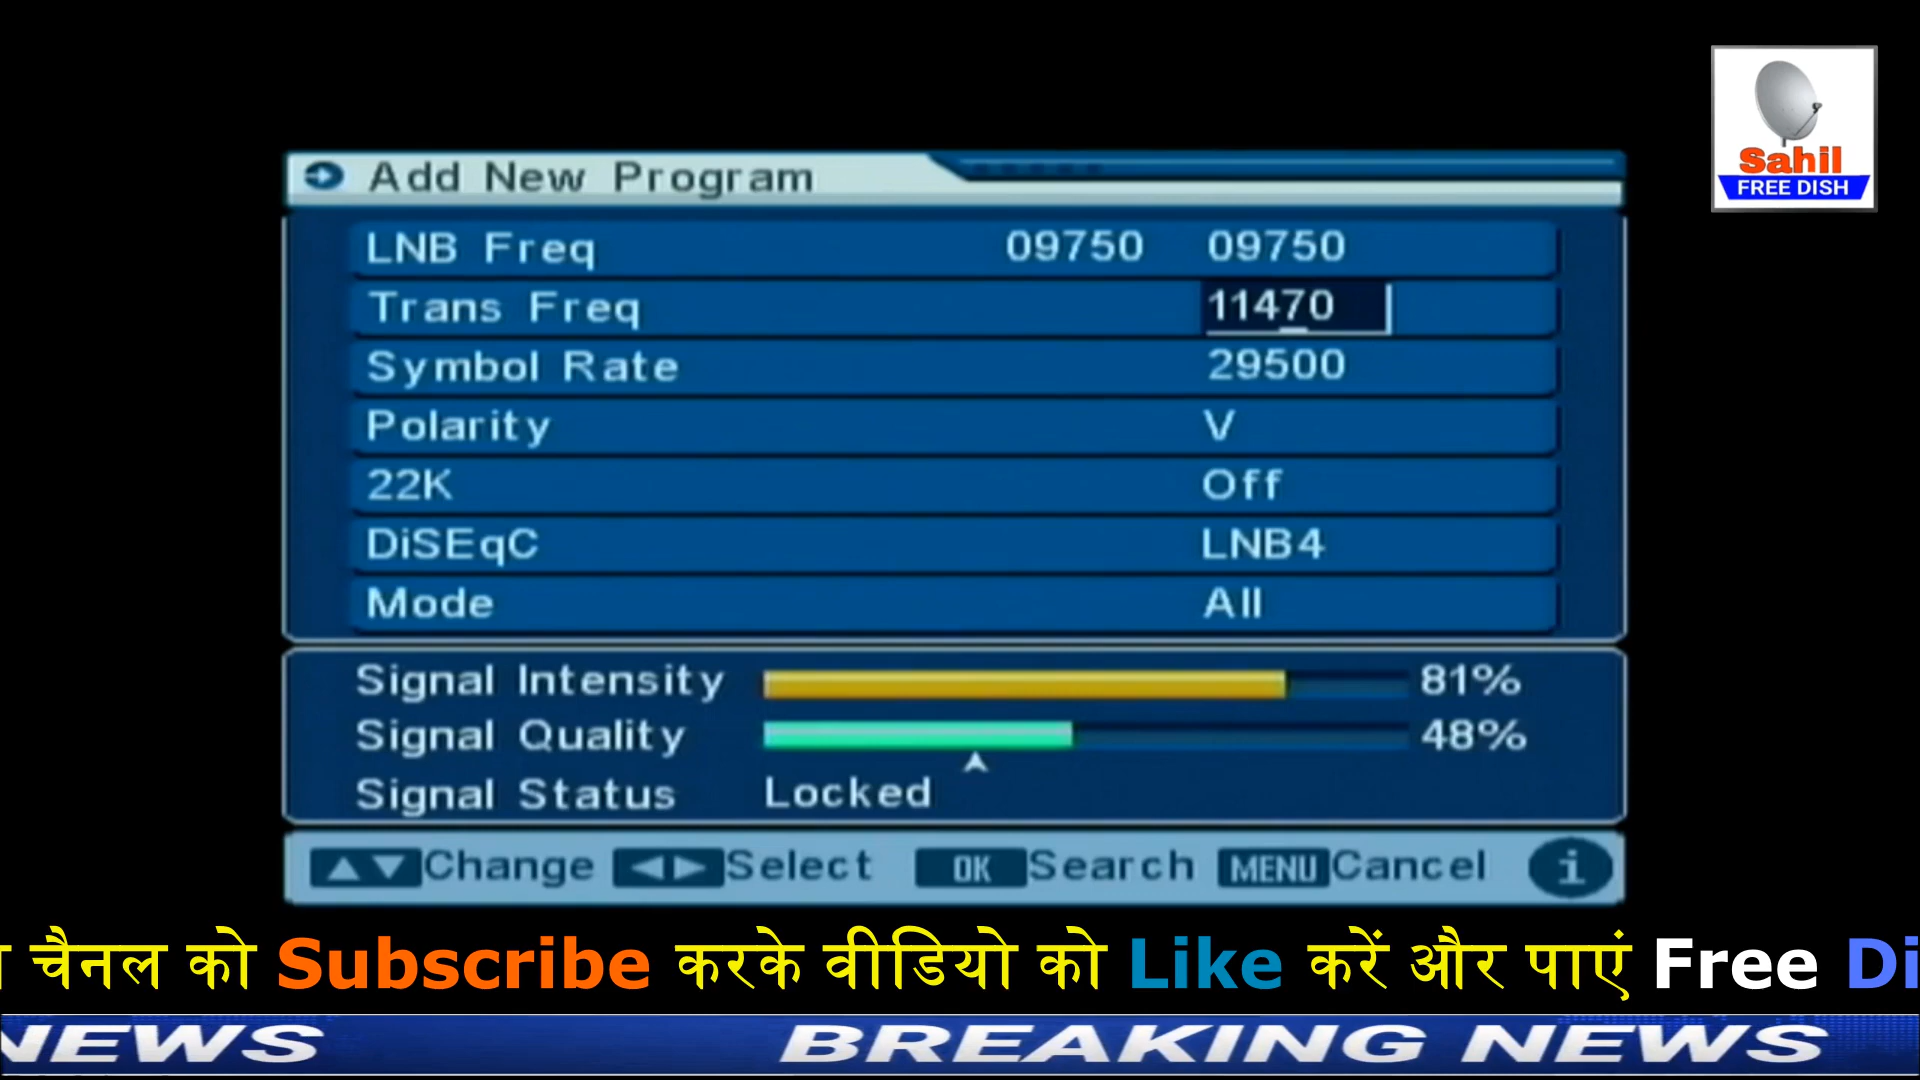 Sahil
FREE DISH
Add New Program
LNB Freq 09750 09750
Trans Freq 11470
Symbol Rate 29500
Polarity V
22K Off
DiSEqC LNB4
Mode All
Signal Intensity 81%
Signal Quality 48%
Signal Status Locked
Change Select OK Search MENU Cancel i
चैनल को Subscribe करके वीडियो को Like करें और पाएं Free Di
NEWS BREAKING NEWS